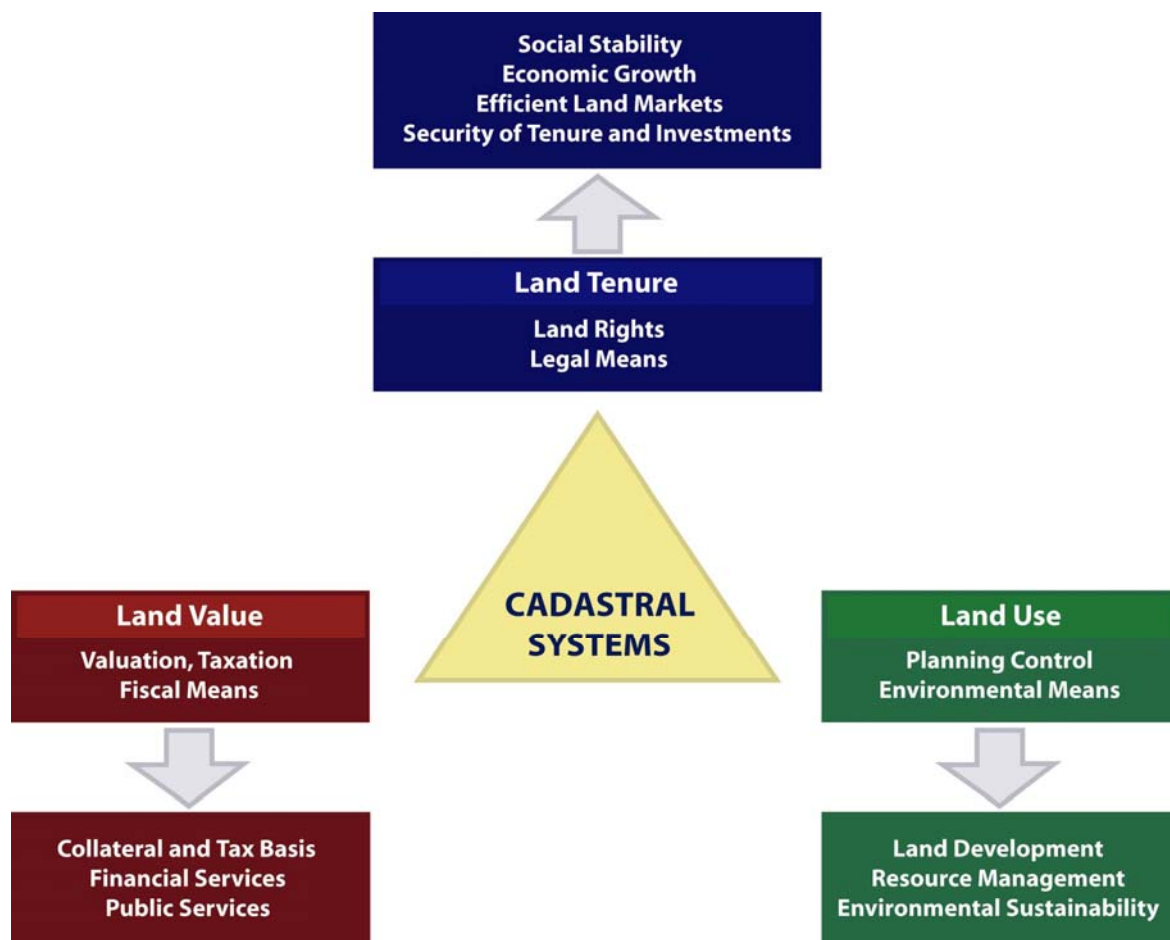 Social Stability
Economic Growth
Efficient Land Markets
Security of Tenure and Investments
Land Tenure
Land Rights
Legal Means
CADASTRAL
SYSTEMS
Land Value
Valuation, Taxation
Fiscal Means
Collateral and Tax Basis
Financial Services
Public Services
Land Use
Planning Control
Environmental Means
Land Development
Resource Management
Environmental Sustainability